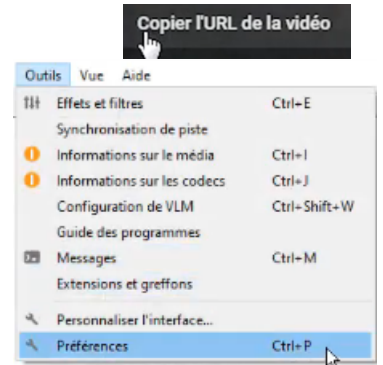 Copier l'URL de la vidéo
Outils Vue Aide
Effets et filtres Ctrl+E
Synchronisation de piste
Informations sur le média Ctrl+I
Informations sur les codecs Ctrl+J
Configuration de VLM Ctrl+Shift+W
Guide des programmes
Messages Ctrl+M
Extensions et greffons
Personnaliser l'interface...
Préférences Ctrl+P